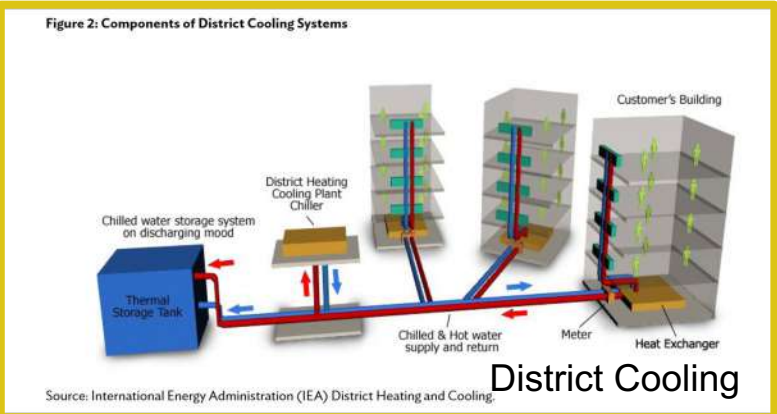 Figure 2: Components of District Cooling Systems
Customer's Building
District Heating
Cooling Plant
Chiller
Chilled water storage system
on discharging mood
Thermal
Storage Tank
Chilled & Hot water
supply and return
Meter
Heat Exchanger
District Cooling
Source: International Energy Administration (IEA) District Heating and Cooling.